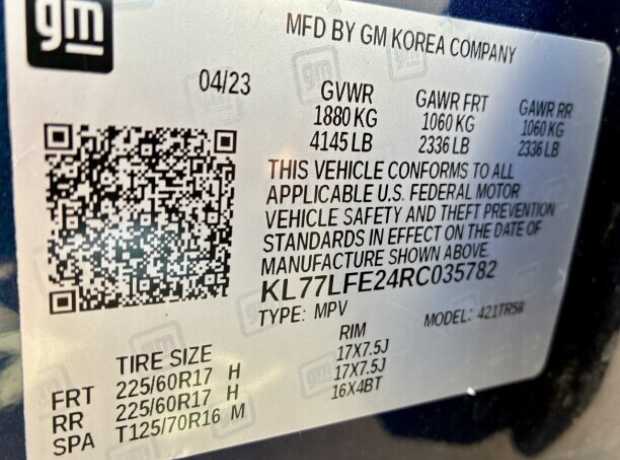 gm
MFD BY GM KOREA COMPANY
04/23
GVWR GAWR FRT GAWR RR
1880 KG 1060 KG 1060 KG
4145 LB 2336 LB 2336 LB
THIS VEHICLE CONFORMS TO ALL
APPLICABLE U.S. FEDERAL MOTOR
VEHICLE SAFETY AND THEFT PREVENTION
STANDARDS IN EFFECT ON THE DATE OF
MANUFACTURE SHOWN ABOVE.
KL77LFE24RC035782
TYPE: MPV MODEL:
TIRE SIZE RIM
FRT 225/60R17 H 17X7.5J
RR 225/60R17 H 17X7.5J
SPA T125/70R16 M 16X4BT